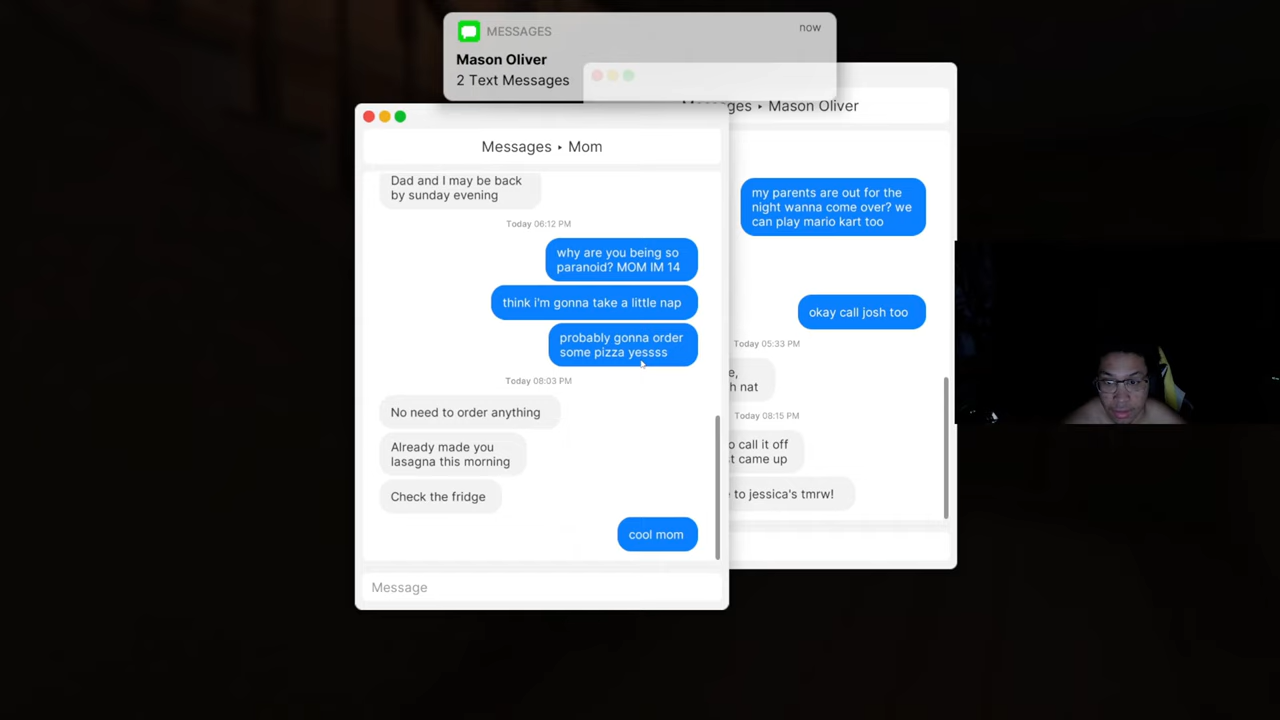 MESSAGES
now
Mason Oliver
2 Text Messages
Messages ‣ Mom
Dad and I may be back
by sunday evening
Today 06:12 PM
why are you being so
paranoid? MOM IM 14
think i'm gonna take a little nap
probably gonna order
some pizza yessss
Today 08:03 PM
No need to order anything
Already made you
lasagna this morning
Check the fridge
cool mom
Message
Messages ‣ Mason Oliver
my parents are out for the
night wanna come over? we
can play mario kart too
okay call josh too
Today 05:33 PM
nat
Today 08:15 PM
call it off
came up
to jessica's tmrw!